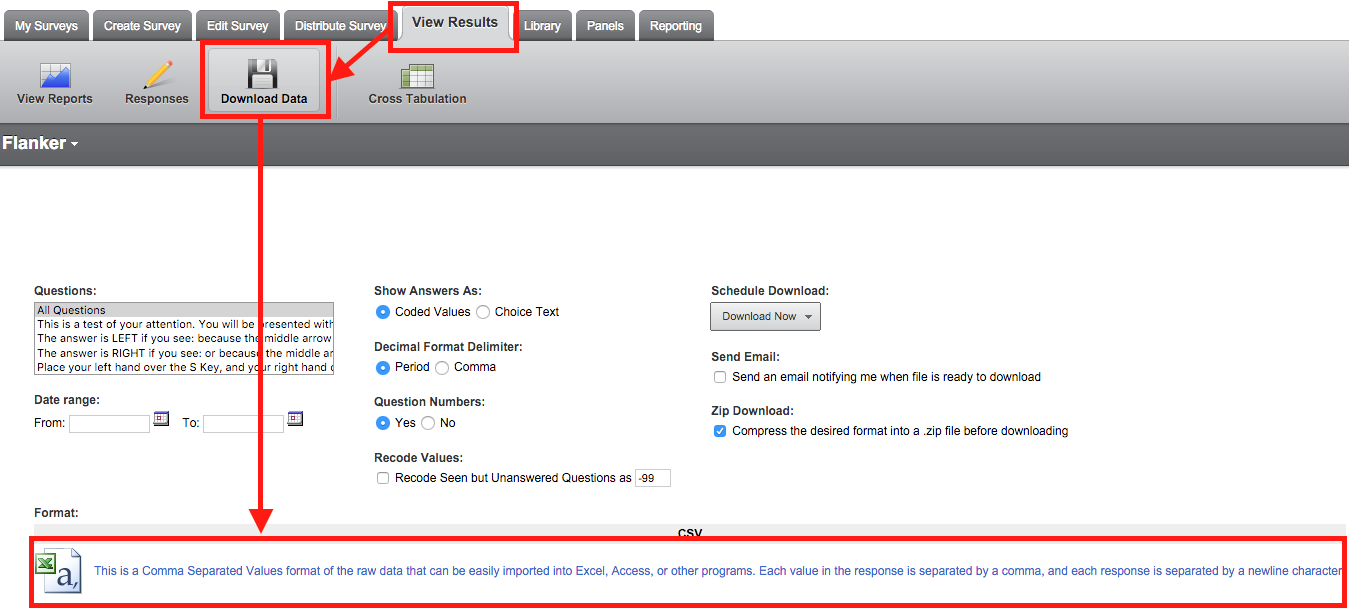 My Surveys
Create Survey
Edit Survey
Distribute Survey
View Results
Library
Panels
Reporting
View Reports
Responses
Download Data
Cross Tabulation
Flanker
Questions:
All Questions
This is a test of your attention. You will be presented with
The answer is LEFT if you see: because the middle arrow
The answer is RIGHT if you see: or because the middle ar
Place your left hand over the S Key, and your right hand
Date range:
From:
To:
Show Answers As:
Coded Values
Choice Text
Decimal Format Delimiter:
Period
Comma
Question Numbers:
Yes
No
Recode Values:
Recode Seen but Unanswered Questions as -99
Schedule Download:
Download Now
Send Email:
Send an email notifying me when file is ready to download
Zip Download:
Compress the desired format into a .zip file before downloading
Format:
CSV
a,
This is a Comma Separated Values format of the raw data that can be easily imported into Excel, Access, or other programs. Each value in the response is separated by a comma, and each response is separated by a newline character